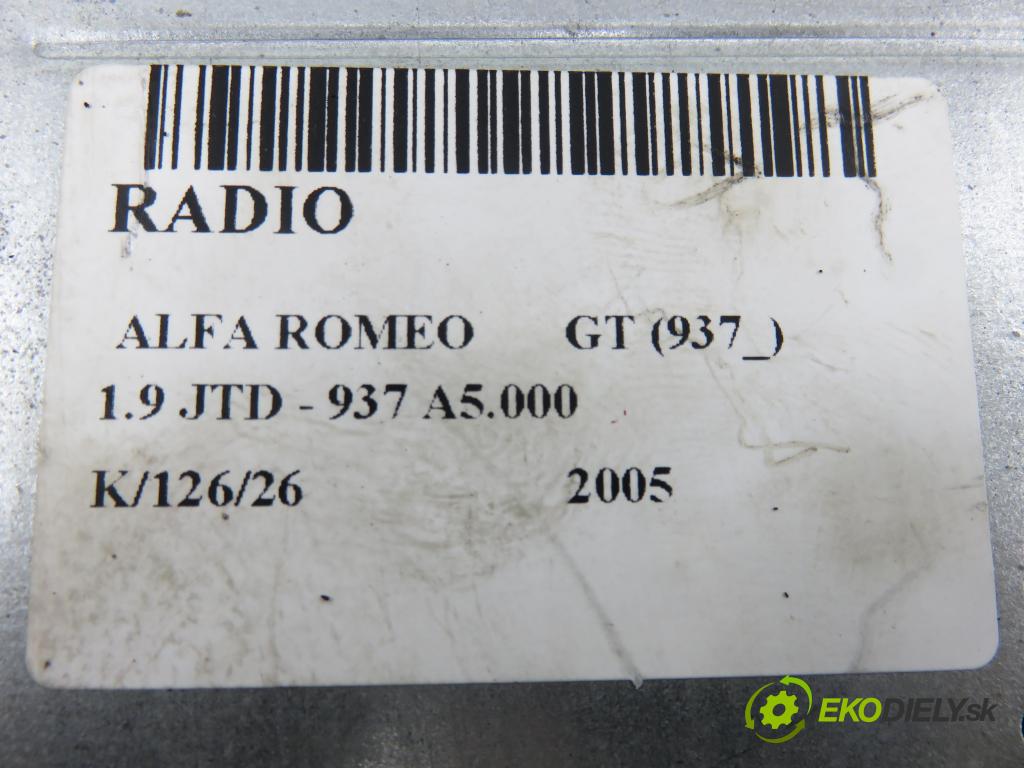 RADIO
ALFA ROMEO GT (937_)
1.9 JTD - 937 A5.000
K/126/26 2005
EKODIELY.sk